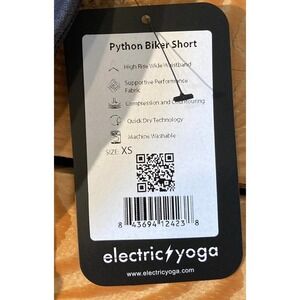 Python Biker Short
High Rise Wide Waistband
Supportive Performance
Fabric
Compression and Contouring
Quick Dry Technology
Machine Washable
SIZE: XS
8 43694 12423 8
electric yoga
www.electricyoga.com